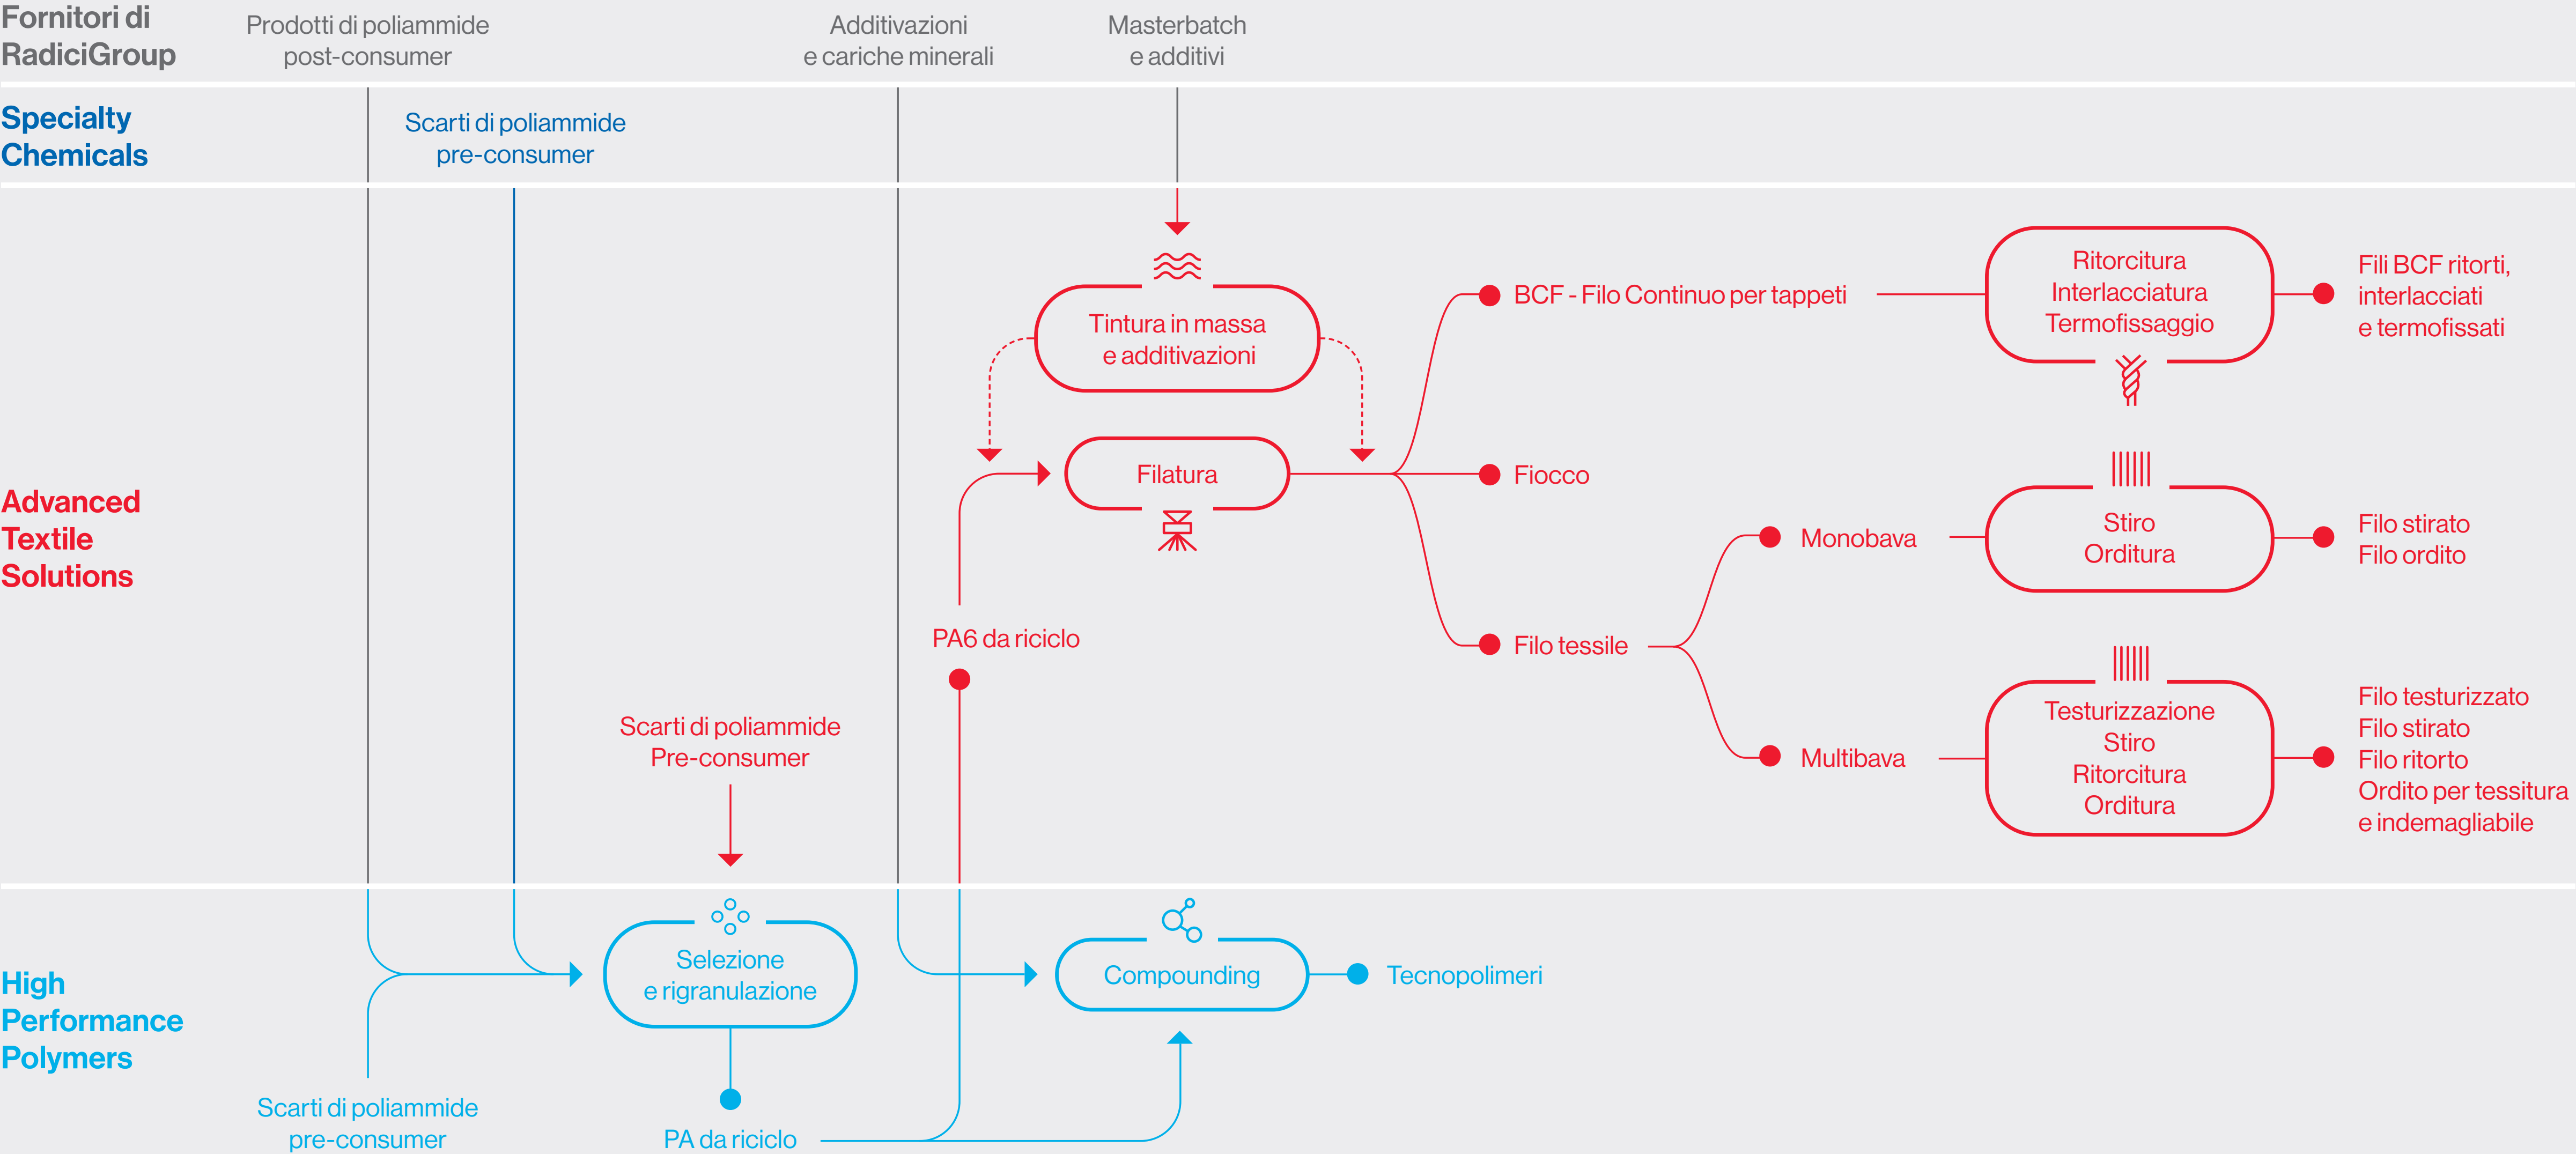 Fornitori di
RadiciGroup
Prodotti di poliammide
post-consumer
Additivazioni
e cariche minerali
Masterbatch
e additivi
Specialty
Chemicals
Scarti di poliammide
pre-consumer
Advanced
Textile
Solutions
Tintura in massa
e additivazioni
Filatura
PA6 da riciclo
Scarti di poliammide
Pre-consumer
BCF - Filo Continuo per tappeti
Fiocco
Filo tessile
Monobava
Multibava
Ritorcitura
Interlacciatura
Termofissaggio
Fili BCF ritorti,
interlacciati
e termofissati
Stiro
Orditura
Filo stirato
Filo ordito
Testurizzazione
Stiro
Ritorcitura
Orditura
Filo testurizzato
Filo stirato
Filo ritorto
Ordito per tessitura
e indemagliabile
High
Performance
Polymers
Selezione
e rigranulazione
Compounding
Tecnopolimeri
Scarti di poliammide
pre-consumer
PA da riciclo